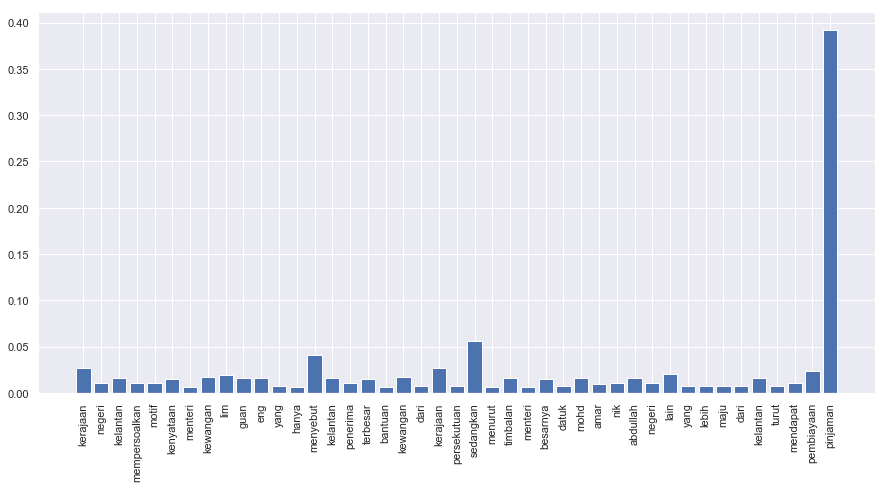 0.40
0.35
0.30
0.25
0.20
0.15
0.10
0.05
0.00
kerajaan
negeri
kelantan
mempersoalkan
motif
kenyataan
menteri
kewangan
lim
guan
eng
yang
hanya
menyebut
kelantan
penerima
terbesar
bantuan
kewangan
dari
kerajaan
persekutuan
sedangkan
menurut
timbalan
menteri
besarnya
datuk
mohd
amar
nik
abdullah
negeri
lain
yang
lebih
maju
dari
kelantan
turut
mendapat
pembiayaan
pinjaman